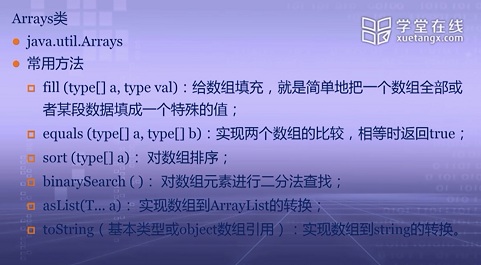 Arrays类
学堂在线
xuetangx.com
java.util.Arrays
常用方法
fill (type[] a, type val)：给数组填充，就是简单地把一个数组全部或
者某段数据填成一个特殊的值；
equals (type[] a, type[] b)：实现两个数组的比较，相等时返回true；
sort (type[] a)： 对数组排序；
binarySearch ( )： 对数组元素进行二分法查找；
asList(T... a)： 实现数组到ArrayList的转换；
toString（基本类型或object数组引用）：实现数组到string的转换。